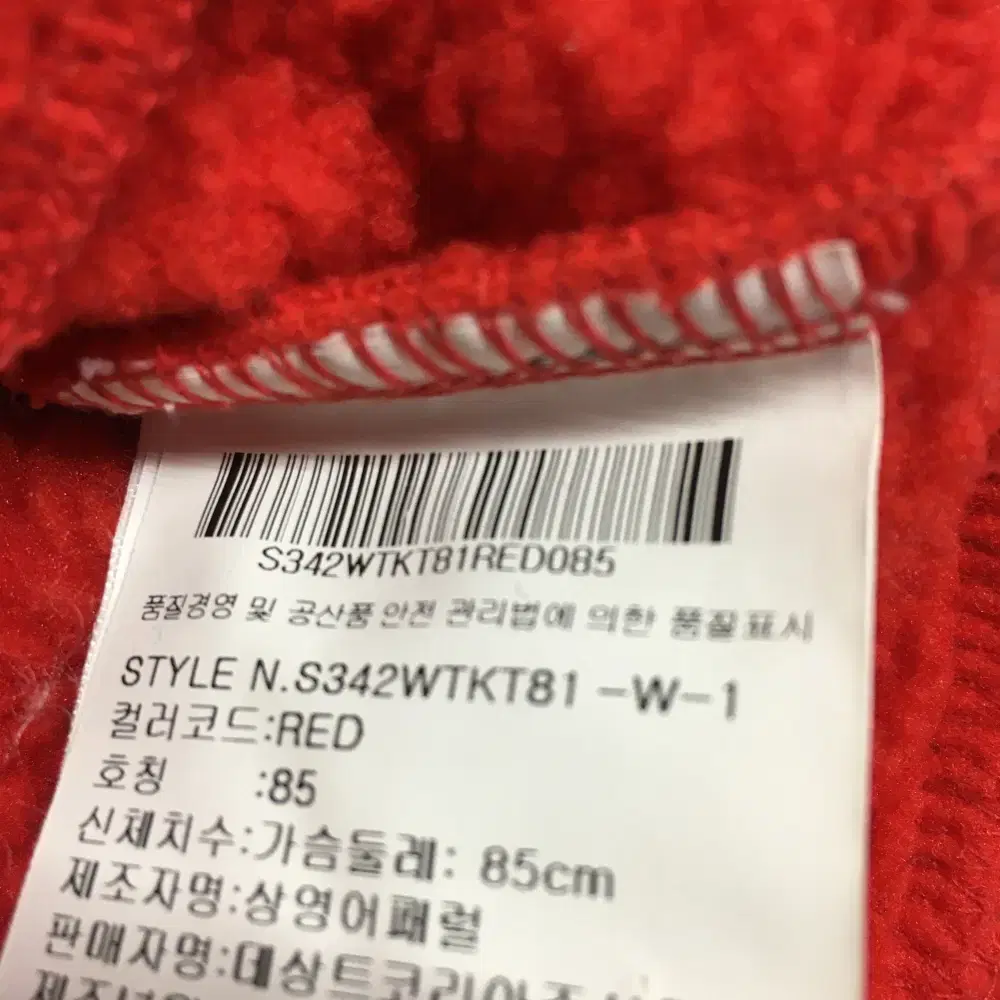 S342WTKT81RED085
품질경영 및 공산품 안전 관리법에 의한 품질표시
STYLE N.S342WTKT81 -W-1
컬러코드:RED
호칭 :85
신체치수:가슴둘레: 85cm
제조자명:상영어패럴
판매자명:데상트코리아주